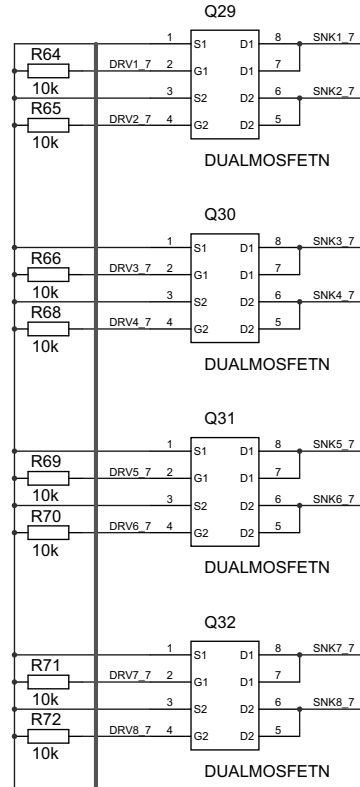 Q29
1 S1 D1 8 SNK1_7
R64
10k
DRV1_7 2 G1 D1 7
3 S2 D2 6 SNK2_7
R65
10k
DRV2_7 4 G2 D2 5
DUALMOSFETN
Q30
1 S1 D1 8 SNK3_7
R66
10k
DRV3_7 2 G1 D1 7
3 S2 D2 6 SNK4_7
R68
10k
DRV4_7 4 G2 D2 5
DUALMOSFETN
Q31
1 S1 D1 8 SNK5_7
R69
10k
DRV5_7 2 G1 D1 7
3 S2 D2 6 SNK6_7
R70
10k
DRV6_7 4 G2 D2 5
DUALMOSFETN
Q32
1 S1 D1 8 SNK7_7
R71
10k
DRV7_7 2 G1 D1 7
3 S2 D2 6 SNK8_7
R72
10k
DRV8_7 4 G2 D2 5
DUALMOSFETN